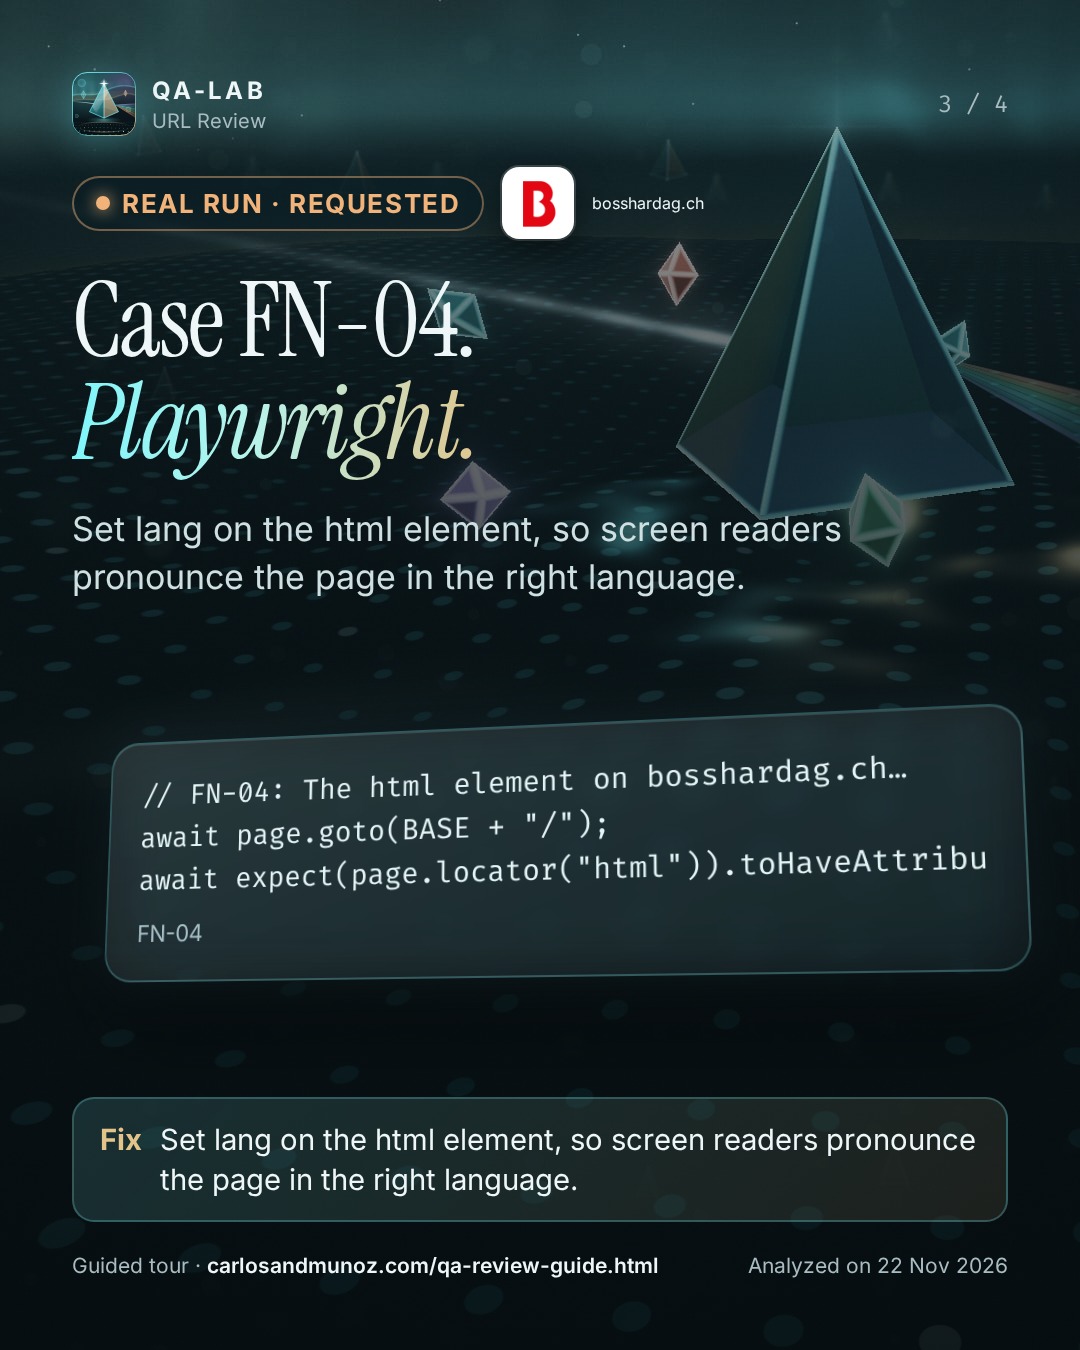 QA-LAB
URL Review
3 / 4
REAL RUN · REQUESTED
B
bosshardag.ch
Case FN-04.
Playwright.
Set lang on the html element, so screen readers
pronounce the page in the right language.
// FN-04: The html element on bosshardag.ch…
await page.goto(BASE + "/");
await expect(page.locator("html")).toHaveAttribu
FN-04
Fix Set lang on the html element, so screen readers pronounce
the page in the right language.
Guided tour · carlosandmunoz.com/qa-review-guide.html
Analyzed on 22 Nov 2026